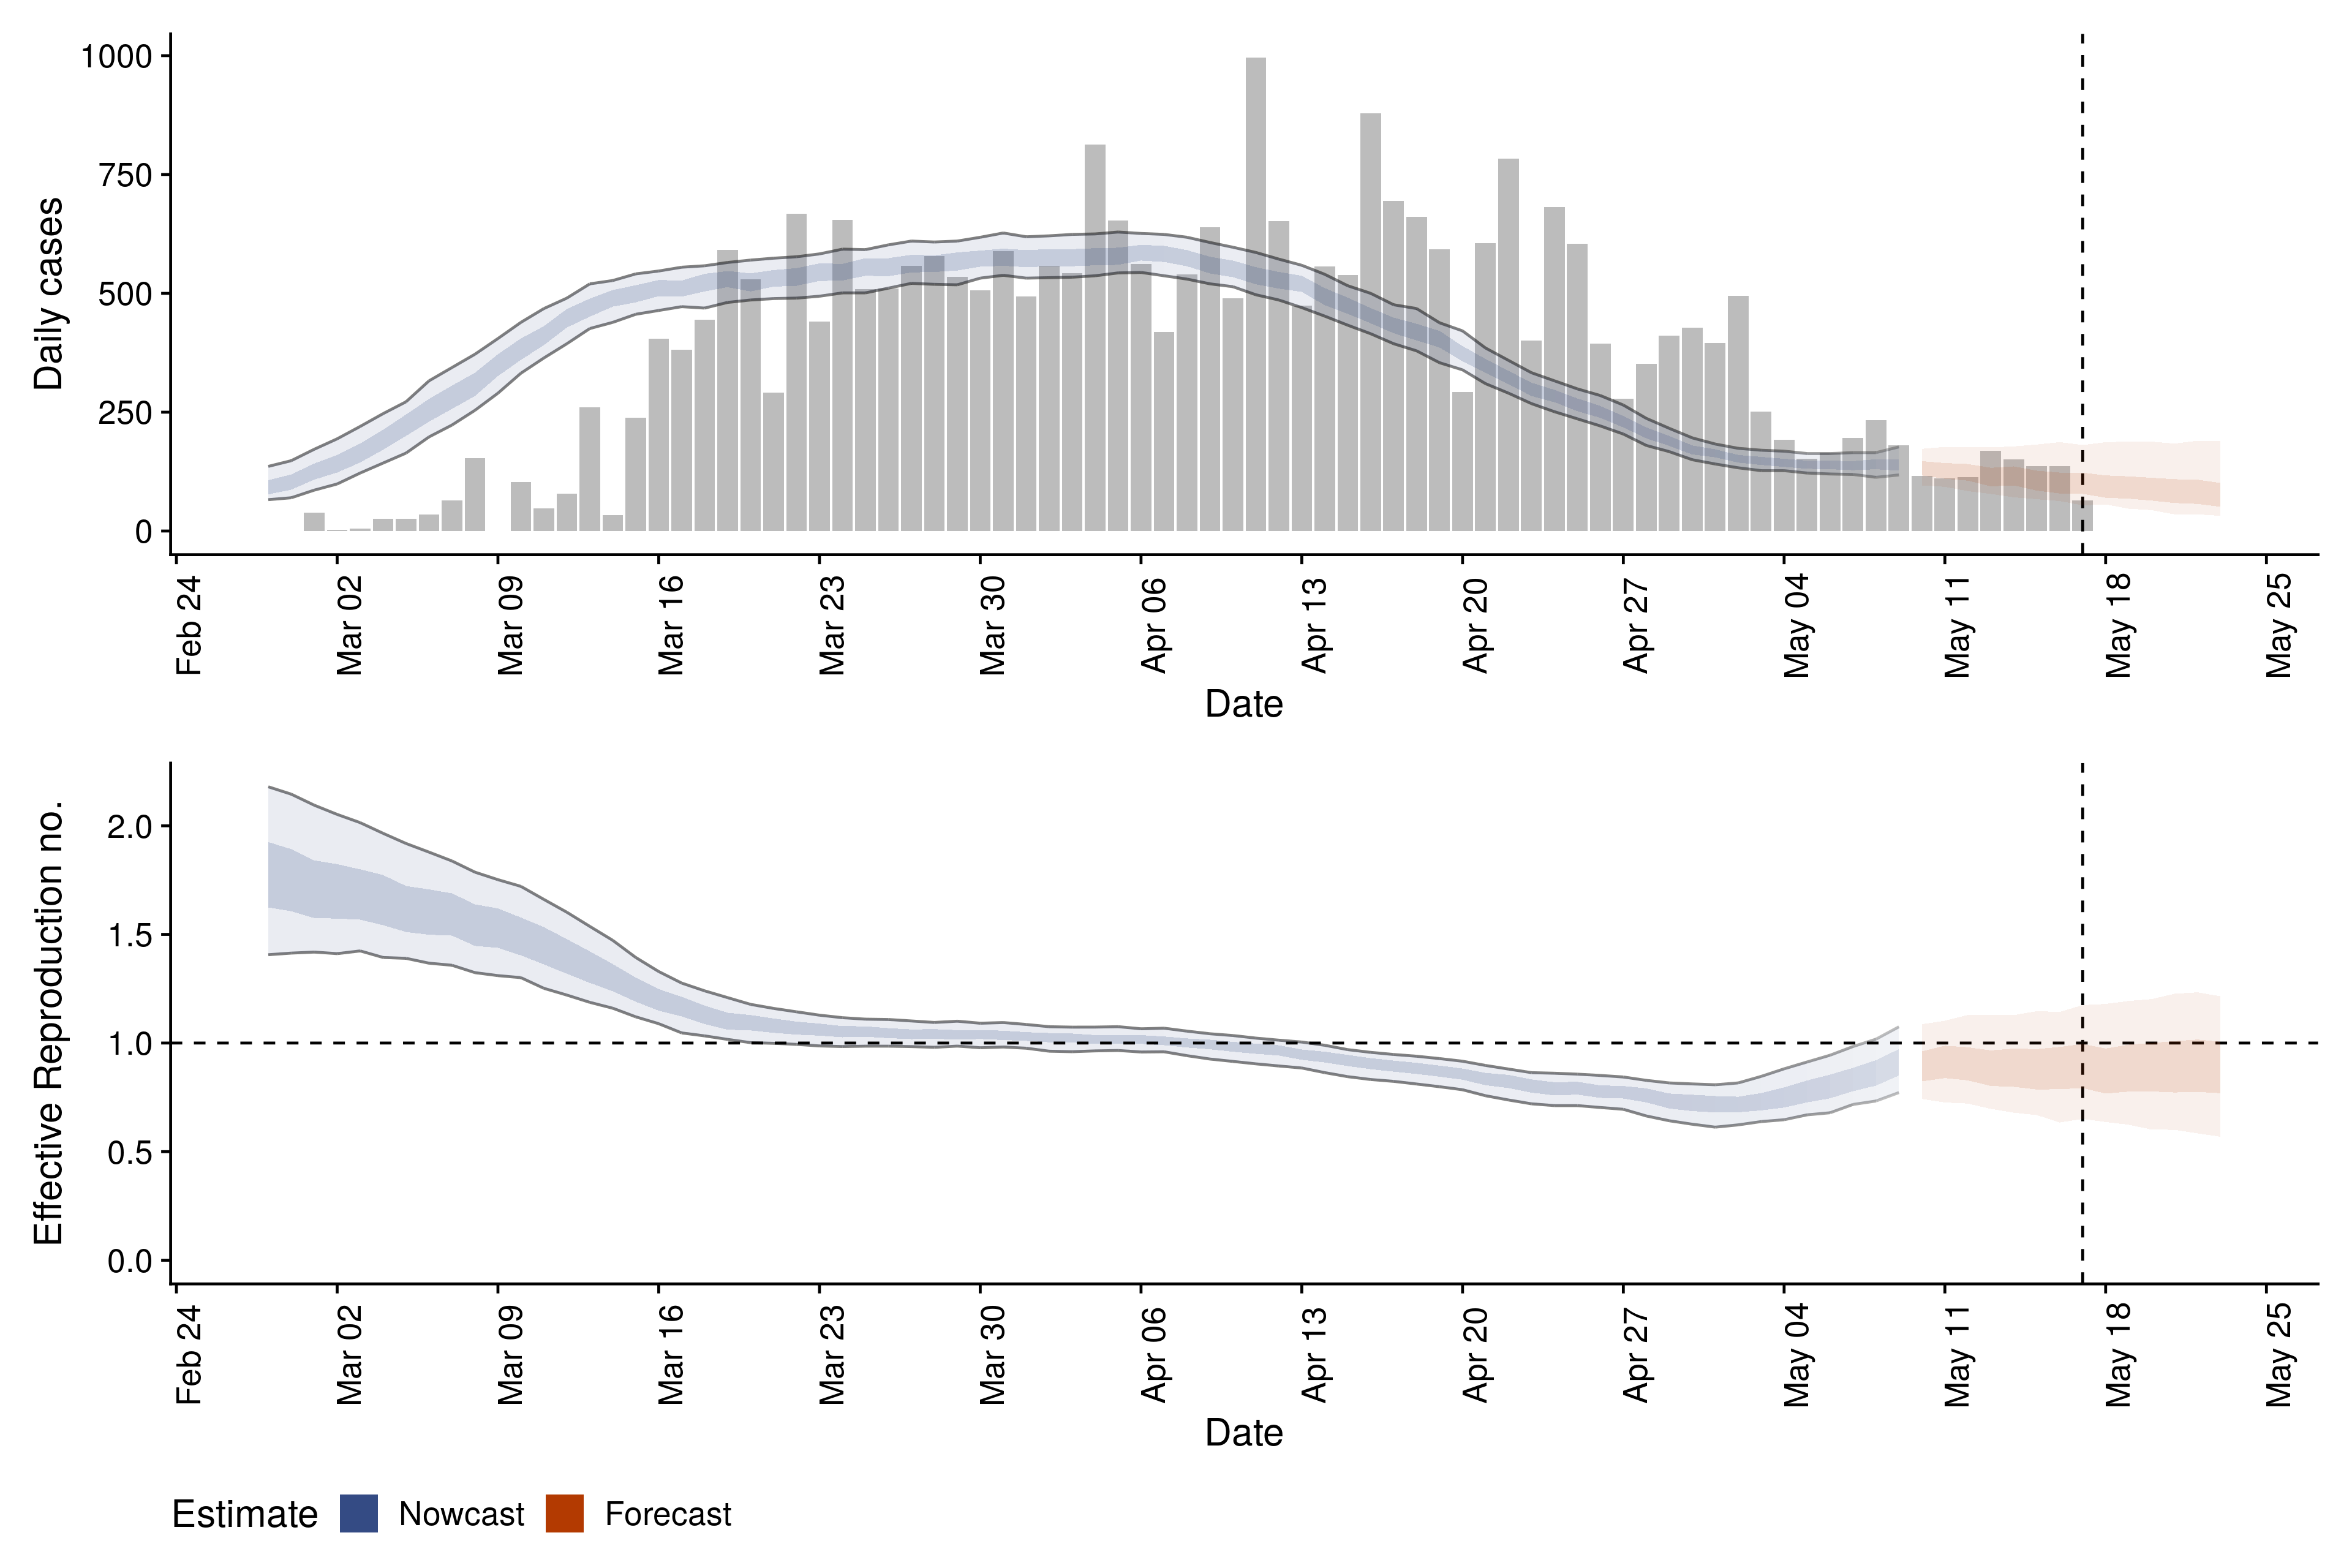 1000
750
500
250
0
Daily cases
Feb 24 Mar 02 Mar 09 Mar 16 Mar 23 Mar 30 Apr 06 Apr 13 Apr 20 Apr 27 May 04 May 11 May 18 May 25
Date
2.0
1.5
1.0
0.5
0.0
Effective Reproduction no.
Feb 24 Mar 02 Mar 09 Mar 16 Mar 23 Mar 30 Apr 06 Apr 13 Apr 20 Apr 27 May 04 May 11 May 18 May 25
Date
Estimate Nowcast Forecast